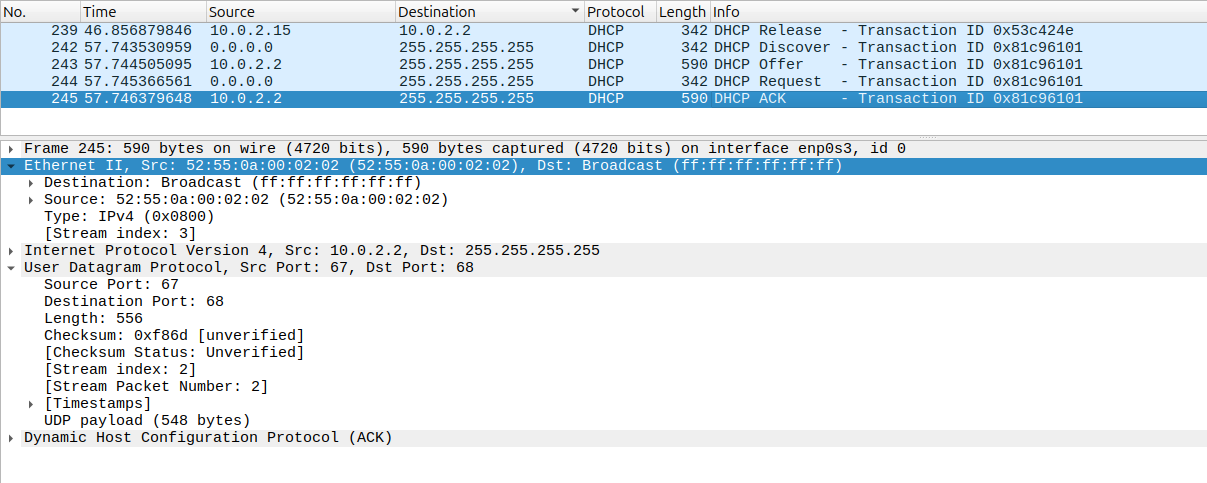 No. Time Source Destination Protocol Length Info
239 46.856879846 10.0.2.15 10.0.2.2 DHCP 342 DHCP Release - Transaction ID 0x53c424e
242 57.743530959 0.0.0.0 255.255.255.255 DHCP 342 DHCP Discover - Transaction ID 0x81c96101
243 57.744505095 10.0.2.2 255.255.255.255 DHCP 590 DHCP Offer - Transaction ID 0x81c96101
244 57.745366561 0.0.0.0 255.255.255.255 DHCP 342 DHCP Request - Transaction ID 0x81c96101
245 57.746379648 10.0.2.2 255.255.255.255 DHCP 590 DHCP ACK - Transaction ID 0x81c96101
Frame 245: 590 bytes on wire (4720 bits), 590 bytes captured (4720 bits) on interface enp0s3, id 0
Ethernet II, Src: 52:55:0a:00:02:02 (52:55:0a:00:02:02), Dst: Broadcast (ff:ff:ff:ff:ff:ff)
Destination: Broadcast (ff:ff:ff:ff:ff:ff)
Source: 52:55:0a:00:02:02 (52:55:0a:00:02:02)
Type: IPv4 (0x0800)
[Stream index: 3]
Internet Protocol Version 4, Src: 10.0.2.2, Dst: 255.255.255.255
User Datagram Protocol, Src Port: 67, Dst Port: 68
Source Port: 67
Destination Port: 68
Length: 556
Checksum: 0xf86d [unverified]
[Checksum Status: Unverified]
[Stream index: 2]
[Stream Packet Number: 2]
[Timestamps]
UDP payload (548 bytes)
Dynamic Host Configuration Protocol (ACK)